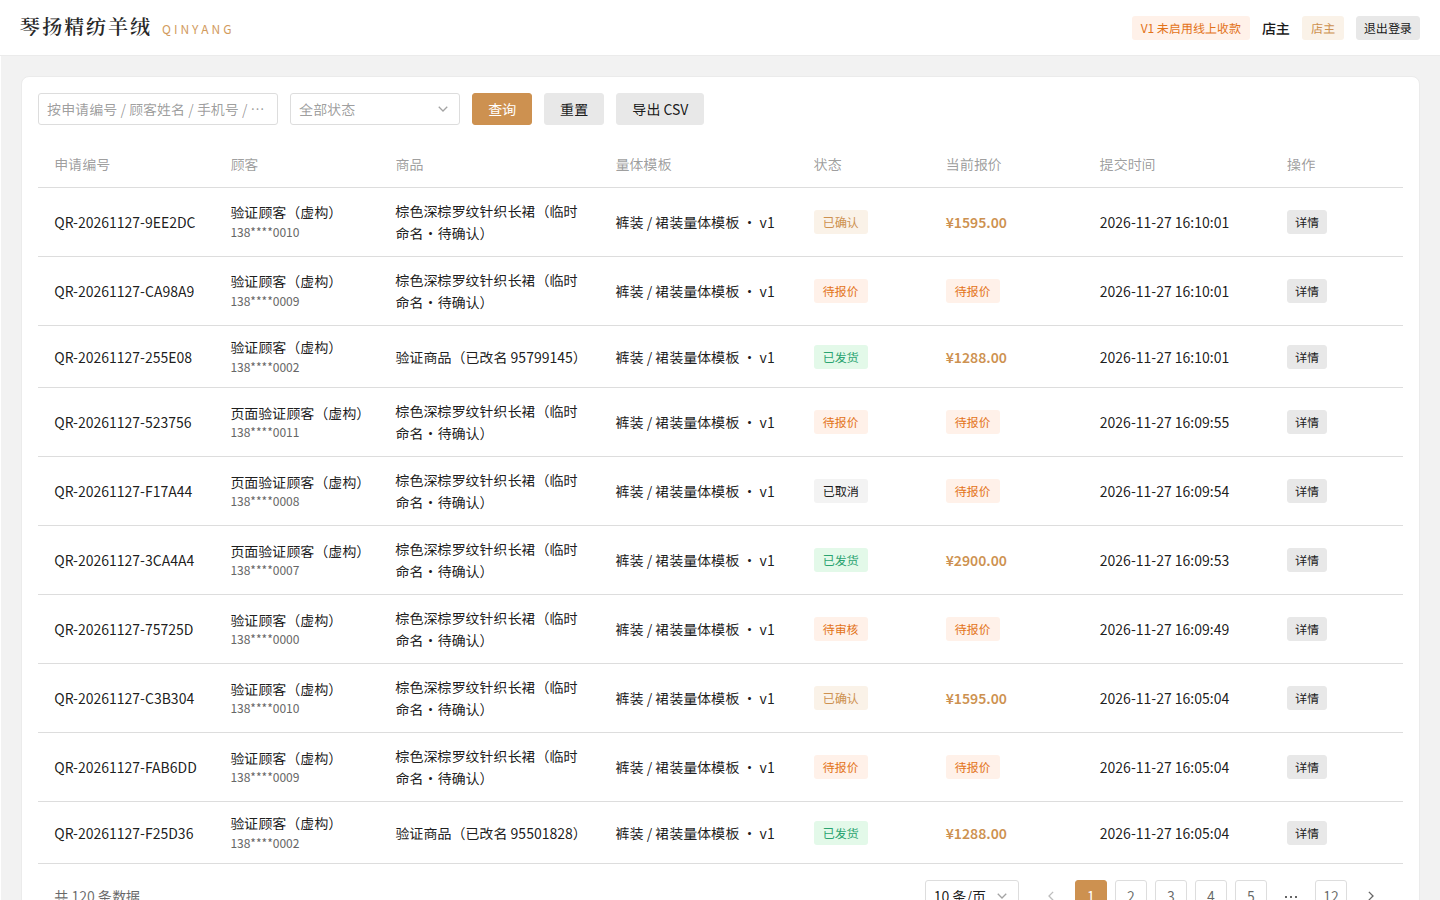 琴扬精纺羊绒 QINYANG V1 未启用线上收款 店主 店主 退出登录
按申请编号 / 顾客姓名 / 手机号 / ··· 全部状态 查询 重置 导出 CSV
申请编号 顾客 商品 量体模板 状态 当前报价 提交时间 操作
QR-20261127-9EE2DC 验证顾客（虚构） 138****0010 棕色深棕罗纹针织长裙（临时命名・待确认） 裤装 / 裙装量体模板 ・ v1 已确认 ¥1595.00 2026-11-27 16:10:01 详情
QR-20261127-CA98A9 验证顾客（虚构） 138****0009 棕色深棕罗纹针织长裙（临时命名・待确认） 裤装 / 裙装量体模板 ・ v1 待报价 待报价 2026-11-27 16:10:01 详情
QR-20261127-255E08 验证顾客（虚构） 138****0002 验证商品（已改名 95799145） 裤装 / 裙装量体模板 ・ v1 已发货 ¥1288.00 2026-11-27 16:10:01 详情
QR-20261127-523756 页面验证顾客（虚构） 138****0011 棕色深棕罗纹针织长裙（临时命名・待确认） 裤装 / 裙装量体模板 ・ v1 待报价 待报价 2026-11-27 16:09:55 详情
QR-20261127-F17A44 页面验证顾客（虚构） 138****0008 棕色深棕罗纹针织长裙（临时命名・待确认） 裤装 / 裙装量体模板 ・ v1 已取消 待报价 2026-11-27 16:09:54 详情
QR-20261127-3CA4A4 页面验证顾客（虚构） 138****0007 棕色深棕罗纹针织长裙（临时命名・待确认） 裤装 / 裙装量体模板 ・ v1 已发货 ¥2900.00 2026-11-27 16:09:53 详情
QR-20261127-75725D 验证顾客（虚构） 138****0000 棕色深棕罗纹针织长裙（临时命名・待确认） 裤装 / 裙装量体模板 ・ v1 待审核 待报价 2026-11-27 16:09:49 详情
QR-20261127-C3B304 验证顾客（虚构） 138****0010 棕色深棕罗纹针织长裙（临时命名・待确认） 裤装 / 裙装量体模板 ・ v1 已确认 ¥1595.00 2026-11-27 16:05:04 详情
QR-20261127-FAB6DD 验证顾客（虚构） 138****0009 棕色深棕罗纹针织长裙（临时命名・待确认） 裤装 / 裙装量体模板 ・ v1 待报价 待报价 2026-11-27 16:05:04 详情
QR-20261127-F25D36 验证顾客（虚构） 138****0002 验证商品（已改名 95501828） 裤装 / 裙装量体模板 ・ v1 已发货 ¥1288.00 2026-11-27 16:05:04 详情
共 120 条数据 10 条/页 1 2 3 4 5 ··· 12